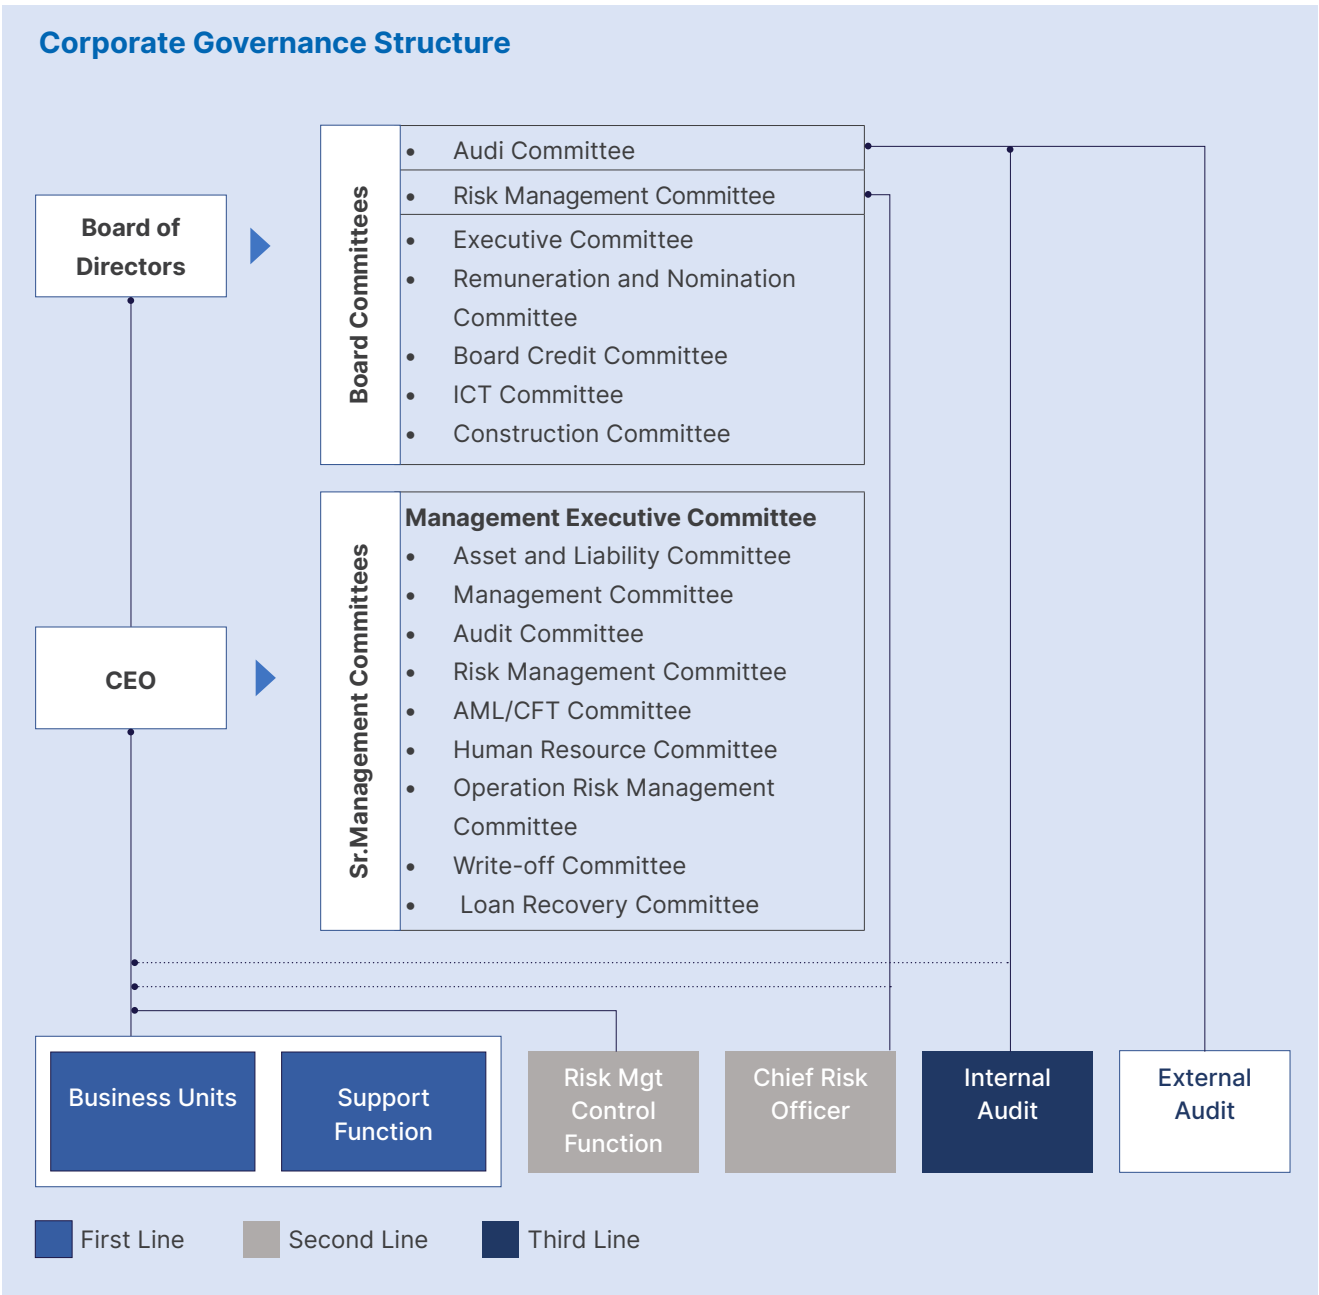 Corporate Governance Structure
Board of
Directors
Board Committees
• Audi Committee
• Risk Management Committee
• Executive Committee
• Remuneration and Nomination
Committee
• Board Credit Committee
• ICT Committee
• Construction Committee
CEO
Sr.Management Committees
Management Executive Committee
• Asset and Liability Committee
• Management Committee
• Audit Committee
• Risk Management Committee
• AML/CFT Committee
• Human Resource Committee
• Operation Risk Management
Committee
• Write-off Committee
• Loan Recovery Committee
Business Units
Support
Function
Risk Mgt
Control
Function
Chief Risk
Officer
Internal
Audit
External
Audit
First Line
Second Line
Third Line